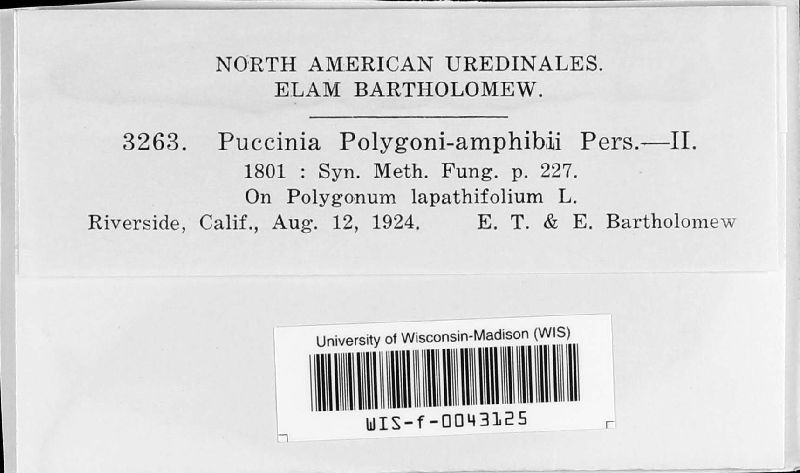 NORTH AMERICAN UREDINALES.
ELAM BARTHOLOMEW.
3263. Puccinia Polygoni-amphibii Pers.—II.
1801 : Syn. Meth. Fung. p. 227.
On Polygonum lapathifolium L.
Riverside, Calif., Aug. 12, 1924. E. T. & E. Bartholomew
University of Wisconsin-Madison (WIS)
WIS-f-0043125